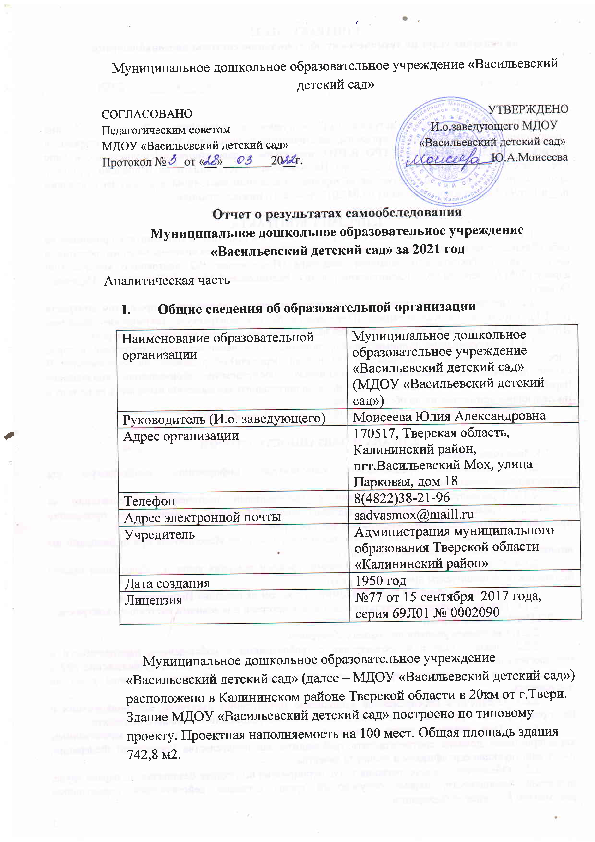 Муниципальное дошкольное образовательное учреждение «Васильевский
детский сад»
СОГЛАСОВАНО
Педагогическим советом
МДОУ «Васильевский детский сад»
Протокол № 3 от «28» 03 2022г.
УТВЕРЖДЕНО
И.о.заведующего МДОУ
«Васильевский детский сад»
Моисеева Ю.А.Моисеева
Отчет о результатах самообследования
Муниципальное дошкольное образовательное учреждение
«Васильевский детский сад» за 2021 год
Аналитическая часть
I. Общие сведения об образовательной организации
Наименование образовательной
организации
Муниципальное дошкольное
образовательное учреждение
«Васильевский детский сад»
(МДОУ «Васильевский детский
сад»)
Руководитель (И.о. заведующего)
Моисеева Юлия Александровна
Адрес организации
170517, Тверская область,
Калининский район,
пгт.Васильевский Мох, улица
Парковая, дом 18
Телефон
8(4822)38-21-96
Адрес электронной почты
sadvasmox@maill.ru
Учредитель
Администрация муниципального
образования Тверской области
«Калининский район»
Дата создания
1950 год
Лицензия
№77 от 15 сентября 2017 года,
серия 69Л01 № 0002090
Муниципальное дошкольное образовательное учреждение
«Васильевский детский сад» (далее – МДОУ «Васильевский детский сад»)
расположено в Калининском районе Тверской области в 20км от г.Твери.
Здание МДОУ «Васильевский детский сад» построено по типовому
проекту. Проектная наполняемость на 100 мест. Общая площадь здания
742,8 м2.